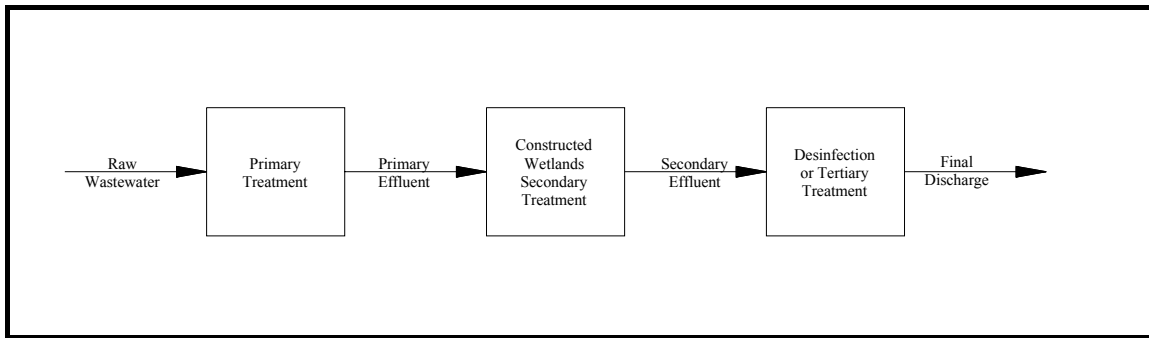 Raw
Wastewater
Primary
Treatment
Primary
Effluent
Constructed
Wetlands
Secondary
Treatment
Secondary
Effluent
Desinfection
or Tertiary
Treatment
Final
Discharge